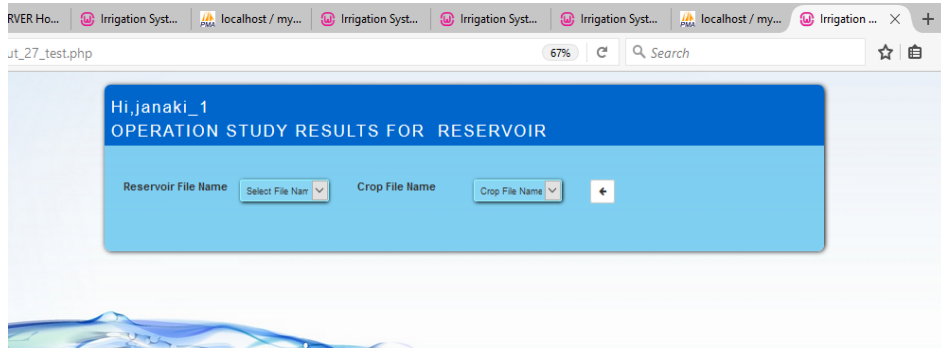 RVER Ho... Irrigation Syst... localhost / my... Irrigation Syst... Irrigation Syst... Irrigation Syst... localhost / my... Irrigation ...
ut_27_test.php 67% Search
Hi,janaki_1
OPERATION STUDY RESULTS FOR RESERVOIR
Reservoir File Name Select File Nam Crop File Name Crop File Name